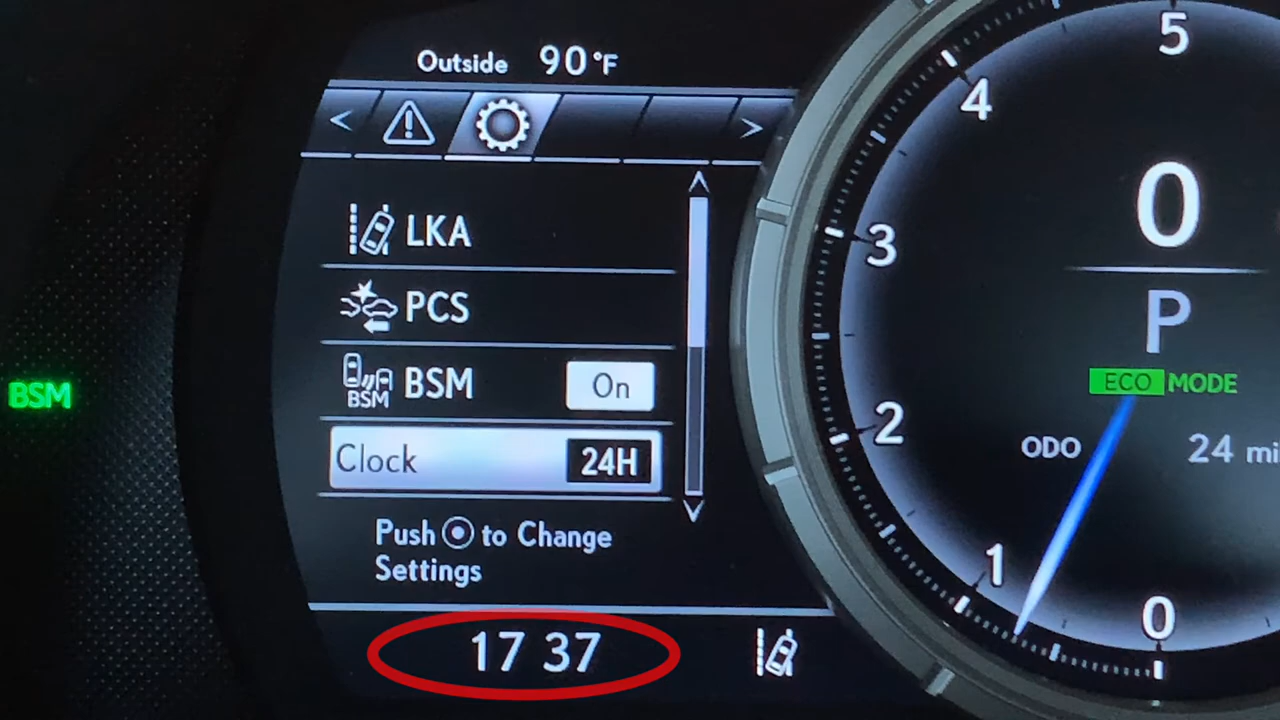 Outside 90°F
< >
LKA
PCS
BSM
BSM On
BSM
Clock 24H
Push to Change
Settings
17 37
5
4
3
2
1
0
0
P
ECO MODE
ODO 24 mi